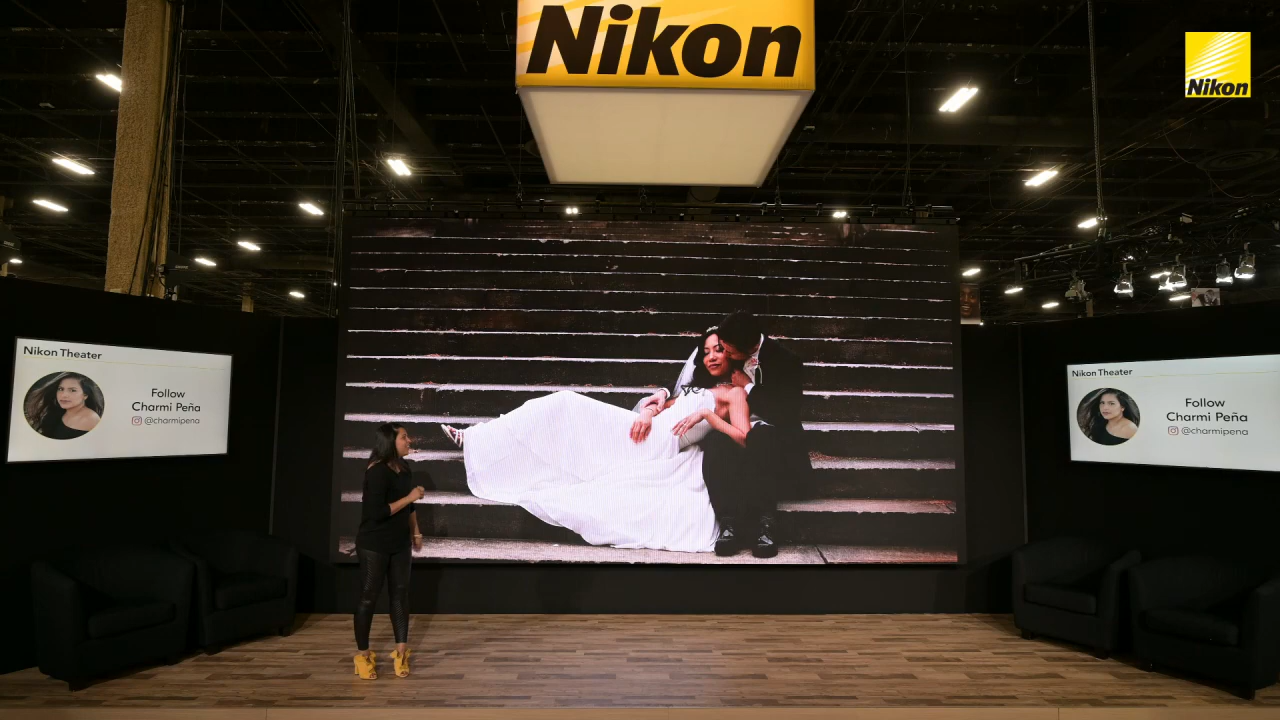 Nikon
Nikon
Nikon Theater
Follow
Charmi Peña
@charmipena
Nikon Theater
Follow
Charmi Peña
@charmipena